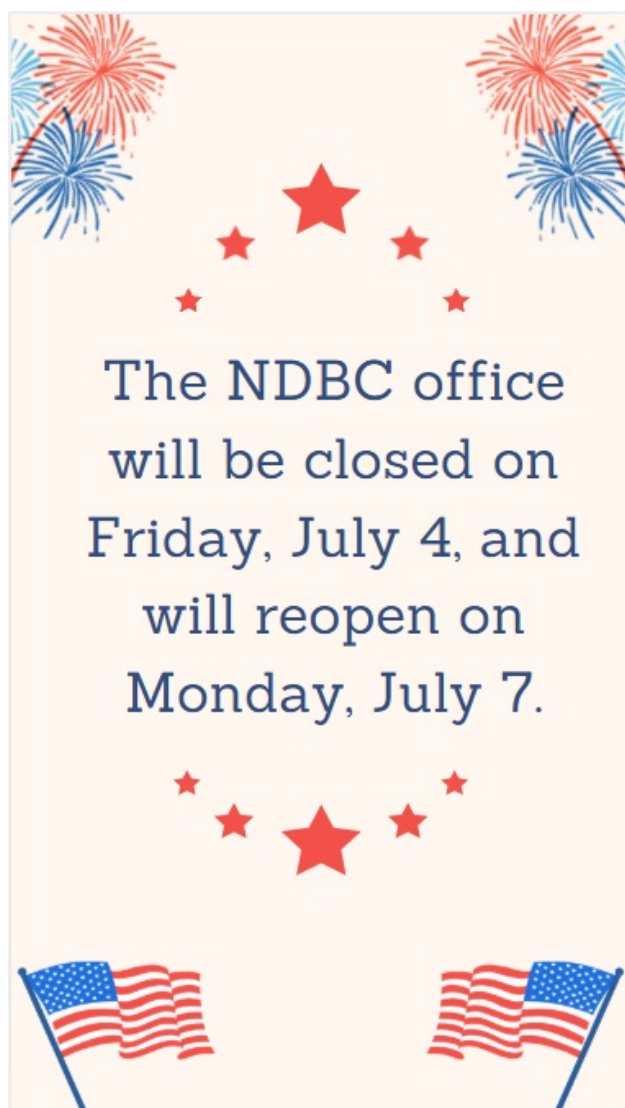 The NDBC office
will be closed on
Friday, July 4, and
will reopen on
Monday, July 7.